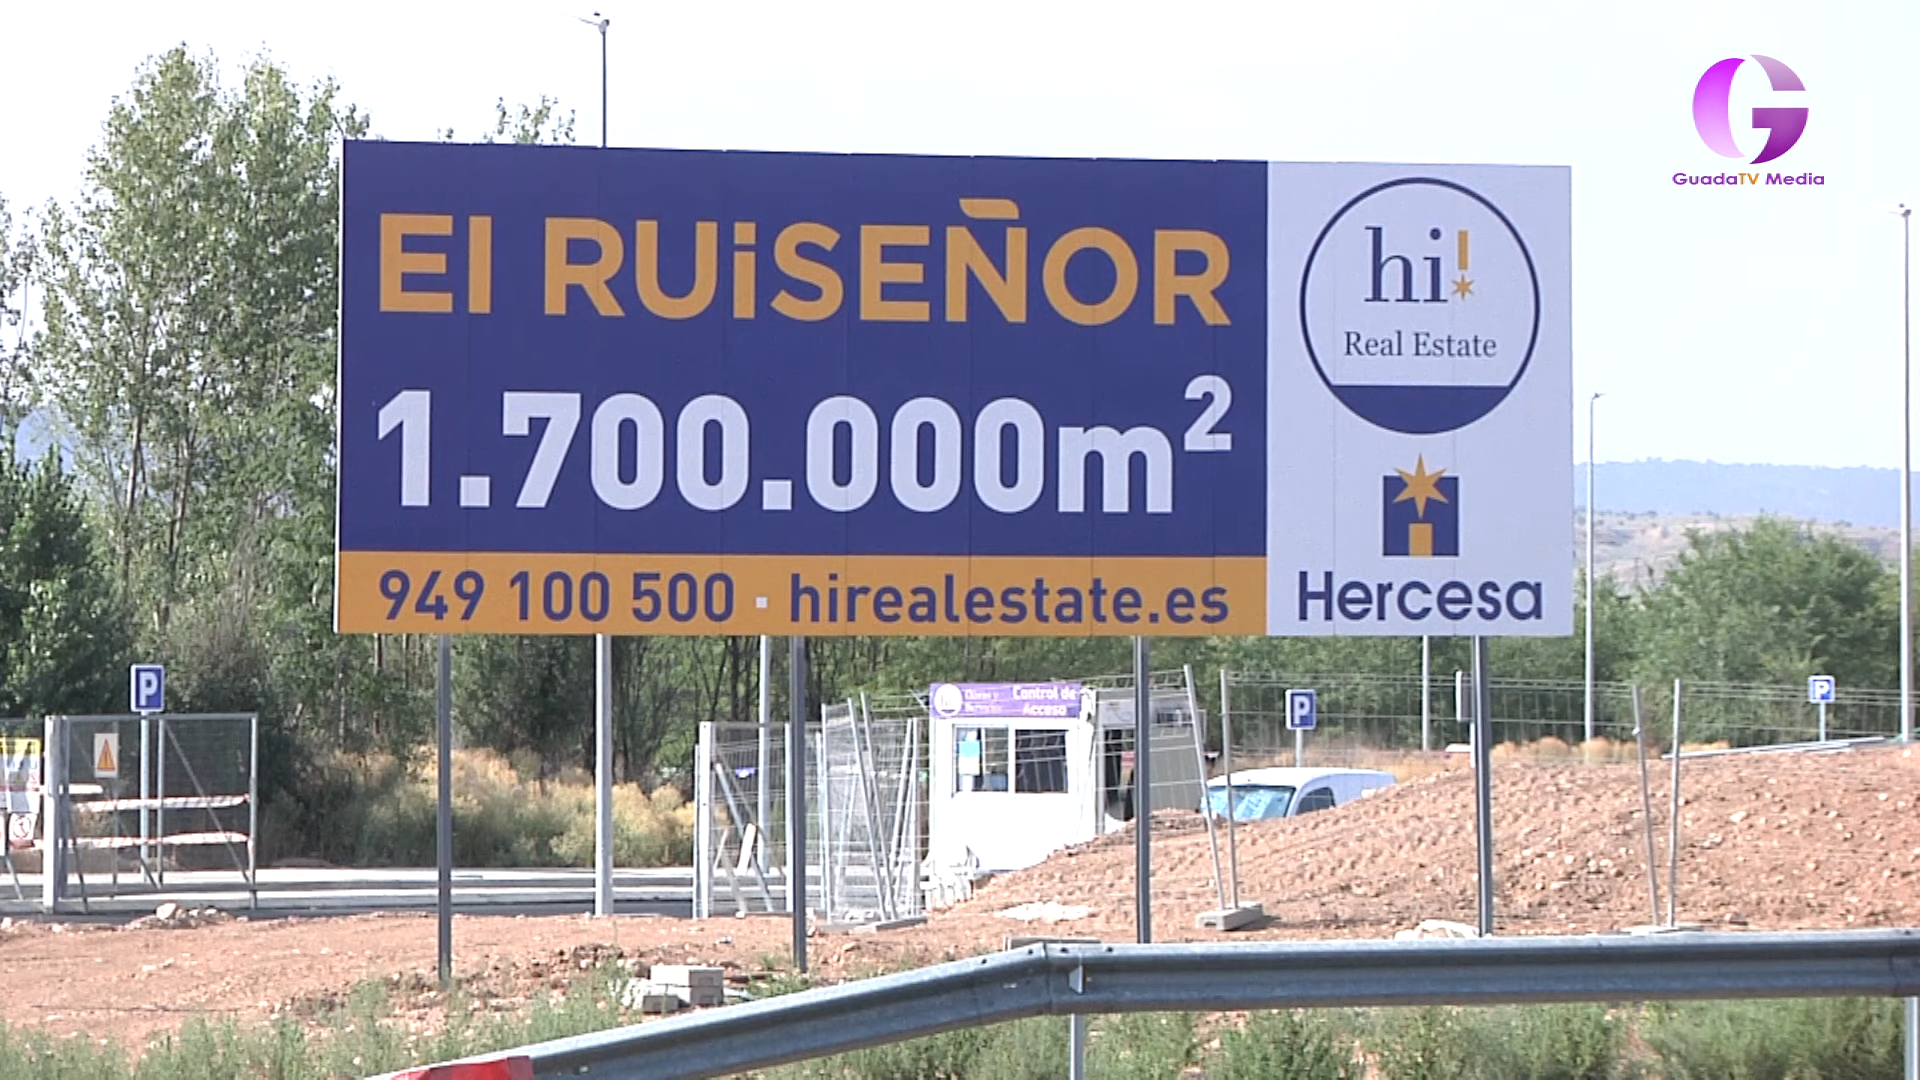 GuadaTV Media
El RUiSEÑOR
1.700.000m²
949 100 500 · hirealestate.es
hi!
Real Estate
Hercesa
P
Control de
Acceso
P
P